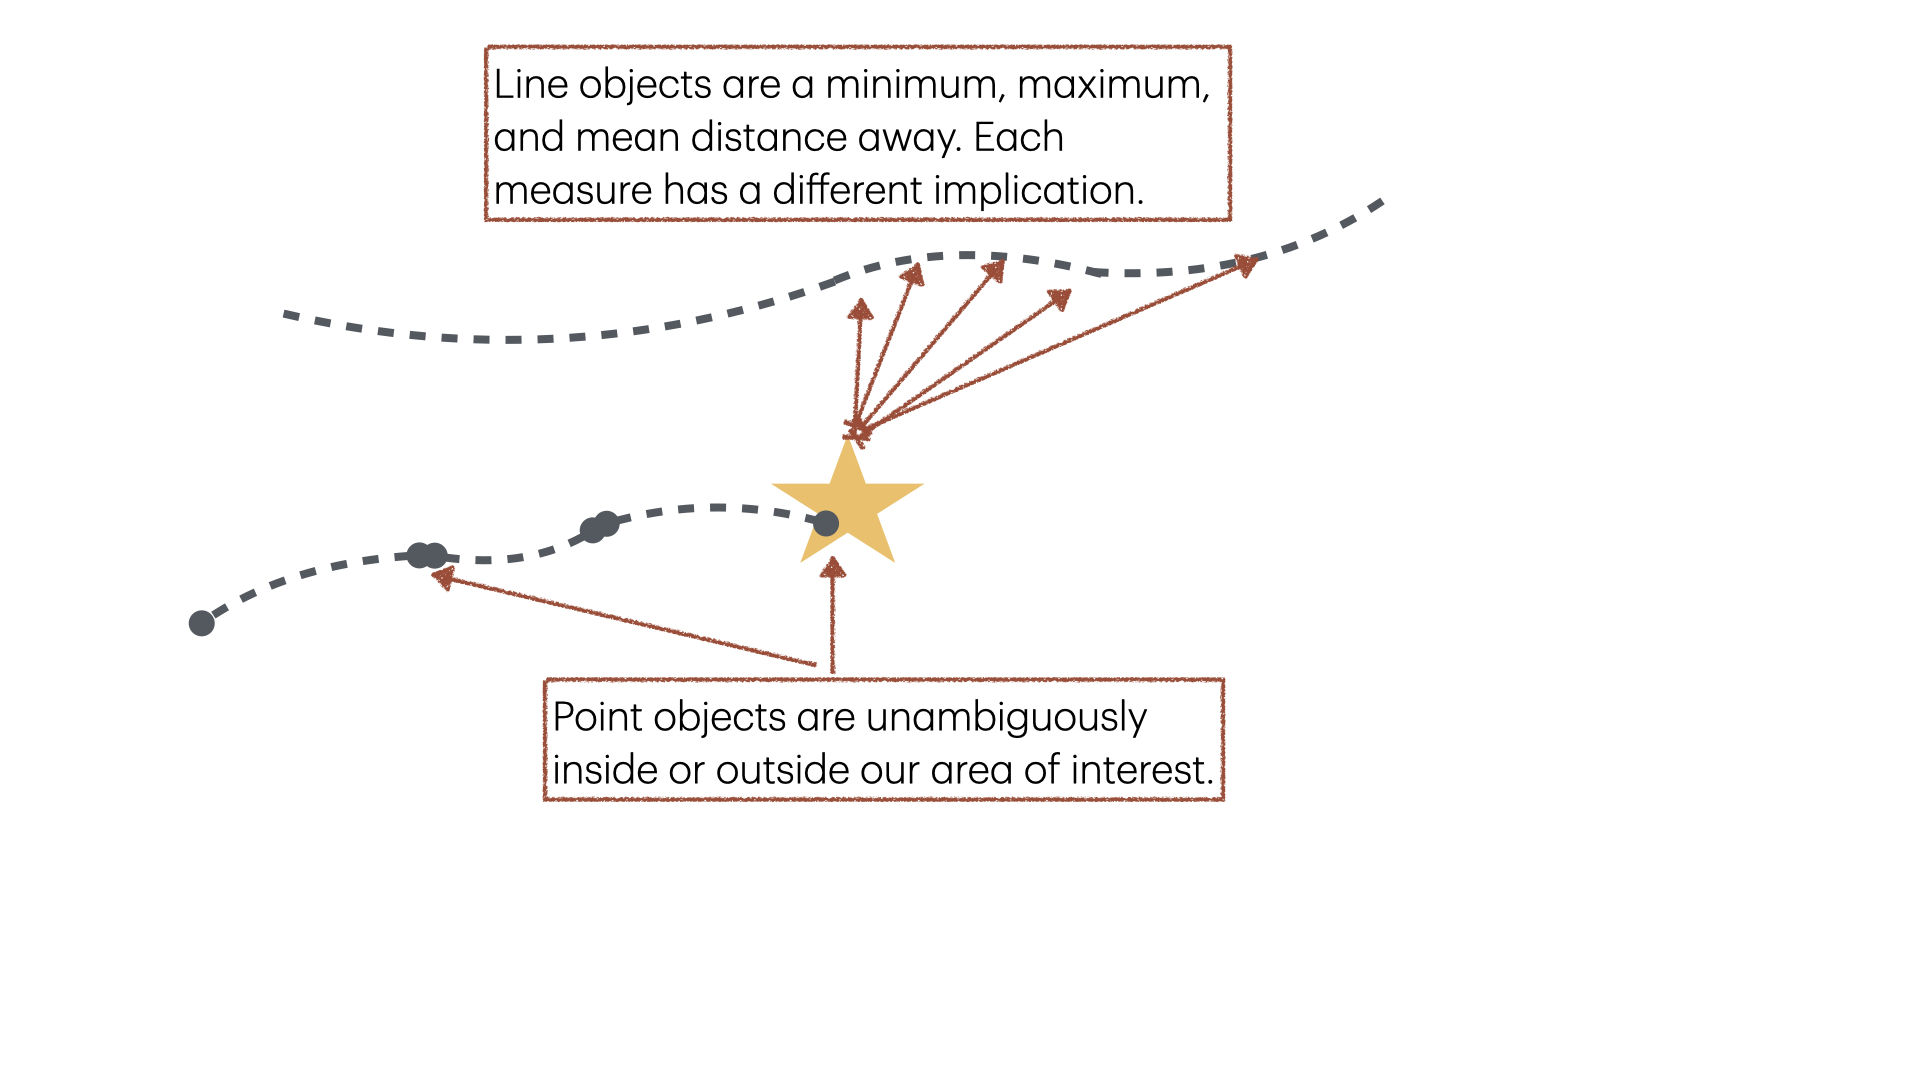 Line objects are a minimum, maximum,
and mean distance away. Each
measure has a different implication.
Point objects are unambiguously
inside or outside our area of interest.